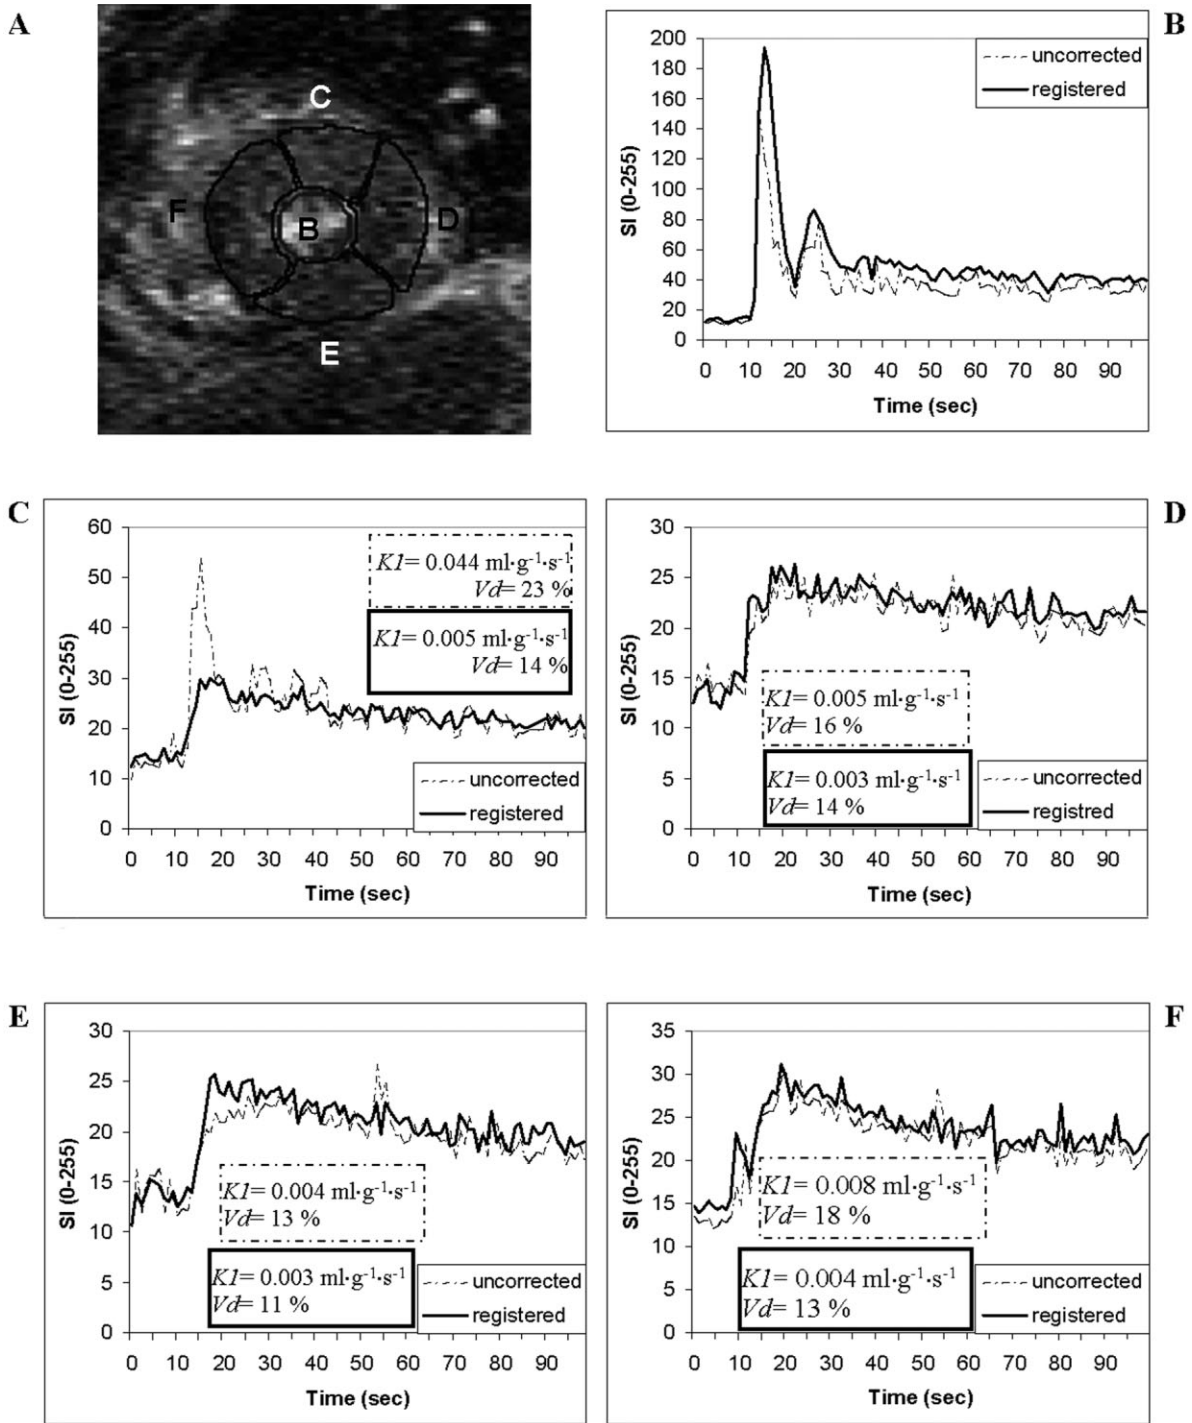 A
C
F
B
D
E
B
200
180
160
140
120
100
80
60
40
20
0
SI (0-255)
uncorrected
registered
0 10 20 30 40 50 60 70 80 90
Time (sec)
C
60
50
40
30
20
10
0
SI (0-255)
K1= 0.044 ml·g-1·s-1
Vd= 23 %
K1= 0.005 ml·g-1·s-1
Vd= 14 %
uncorrected
registered
0 10 20 30 40 50 60 70 80 90
Time (sec)
D
30
25
20
15
10
5
0
SI (0-255)
K1= 0.005 ml·g-1·s-1
Vd= 16 %
K1= 0.003 ml·g-1·s-1
Vd= 14 %
uncorrected
registred
0 10 20 30 40 50 60 70 80 90
Time (sec)
E
30
25
20
15
10
5
0
SI (0-255)
K1= 0.004 ml·g-1·s-1
Vd= 13 %
K1= 0.003 ml·g-1·s-1
Vd= 11 %
uncorrected
registered
0 10 20 30 40 50 60 70 80 90
Time (sec)
F
35
30
25
20
15
10
5
0
SI (0-255)
K1= 0.008 ml·g-1·s-1
Vd= 18 %
K1= 0.004 ml·g-1·s-1
Vd= 13 %
uncorrected
registered
0 10 20 30 40 50 60 70 80 90
Time (sec)